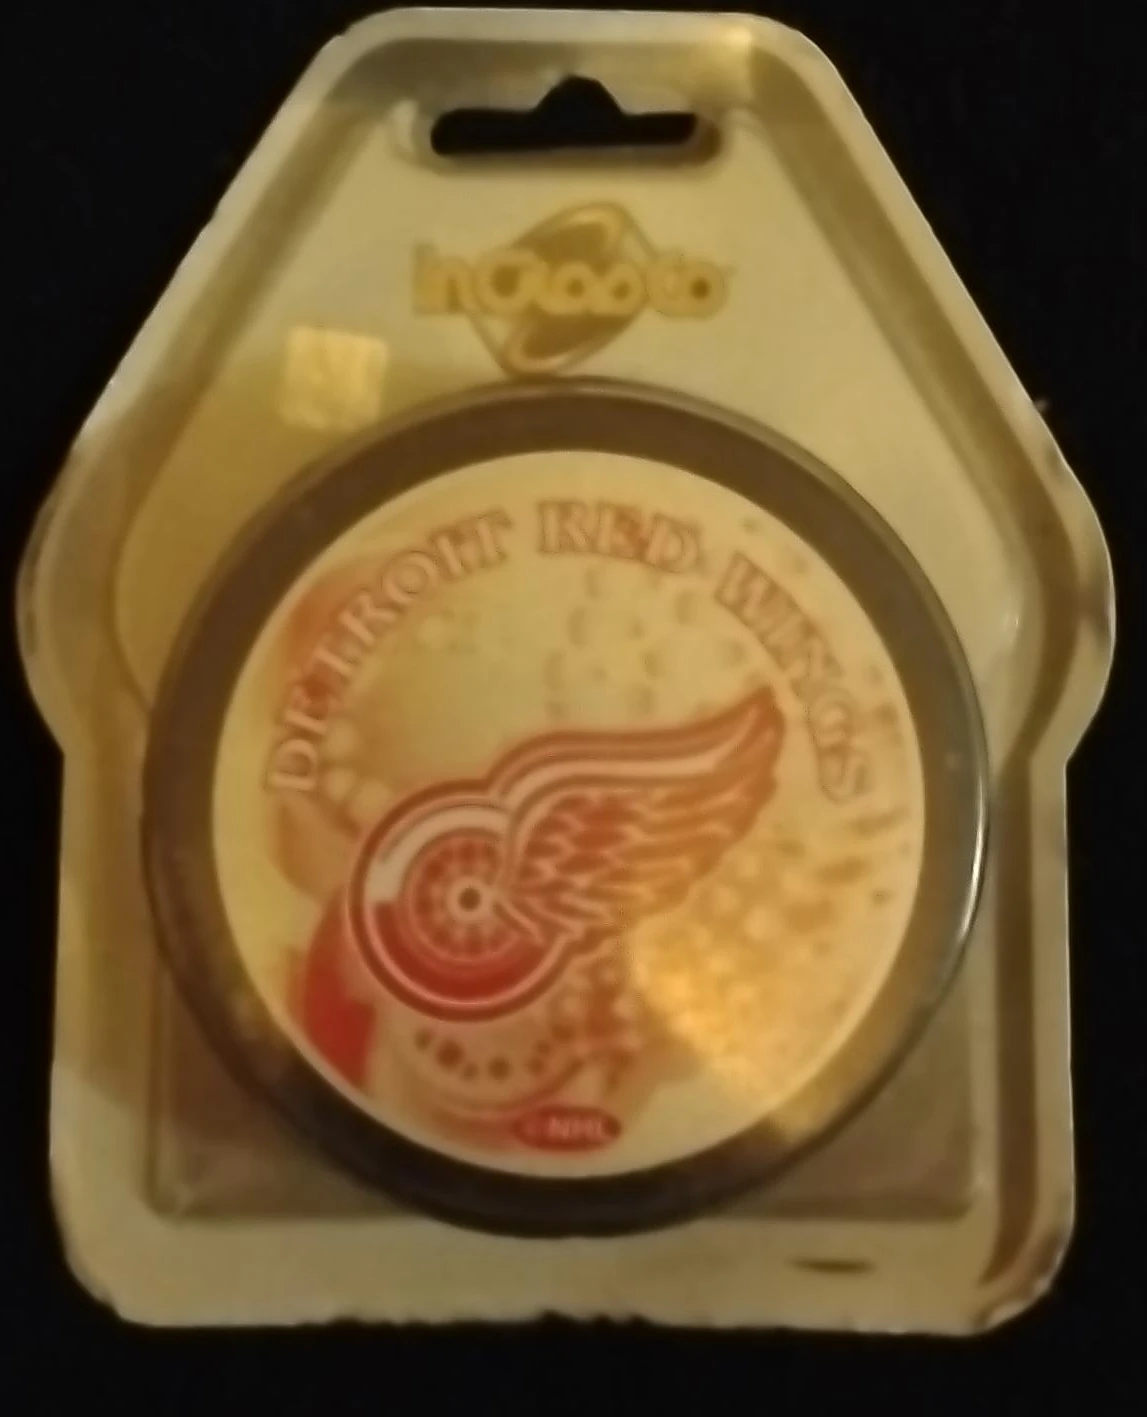 InGlasCo
DETROIT RED WINGS
© NHL